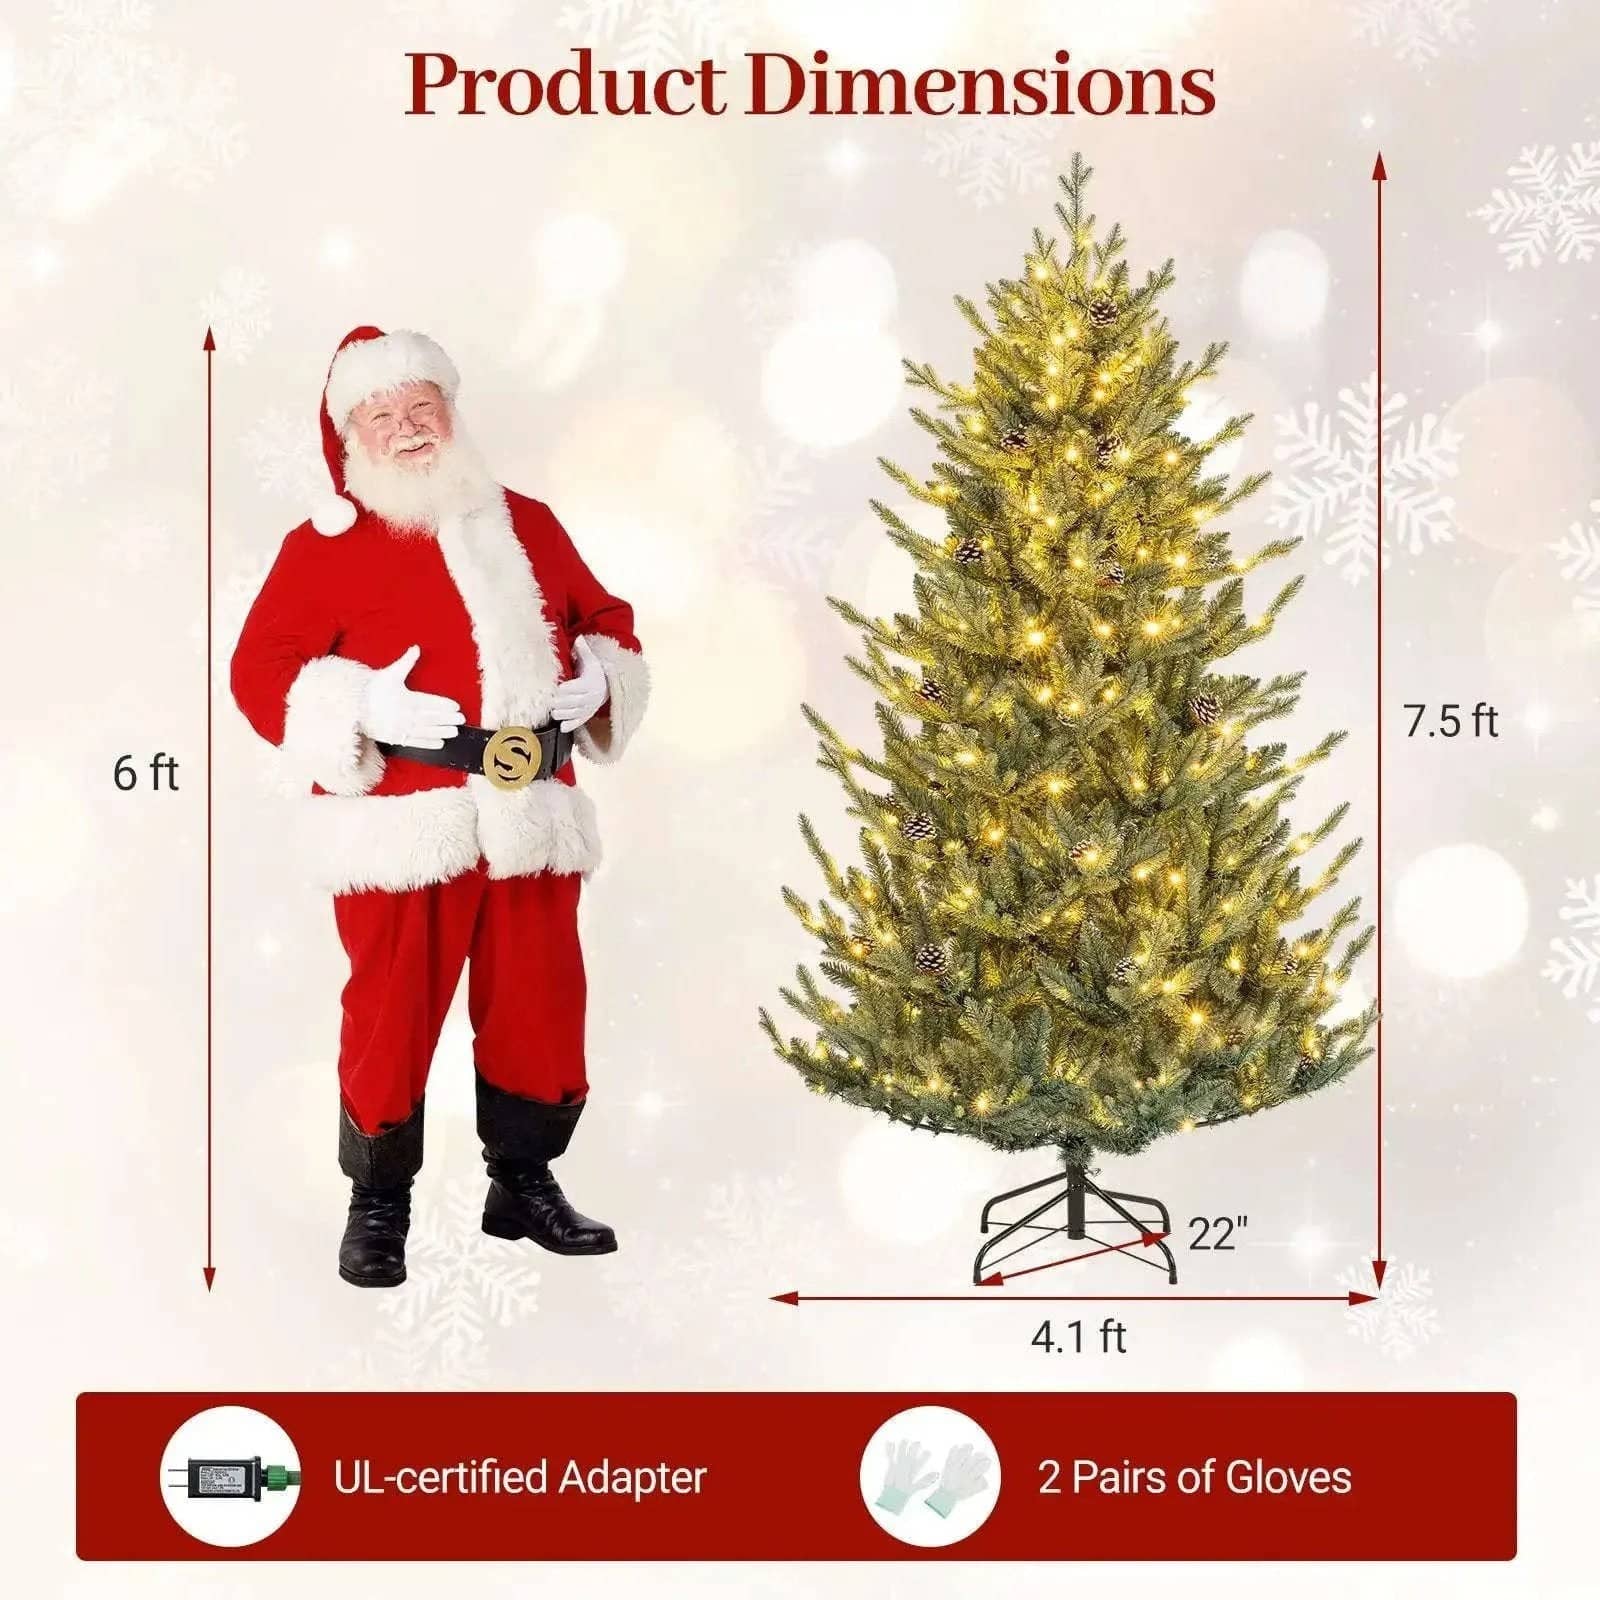 Product Dimensions
6 ft
S
7.5 ft
22"
4.1 ft
UL-certified Adapter
2 Pairs of Gloves